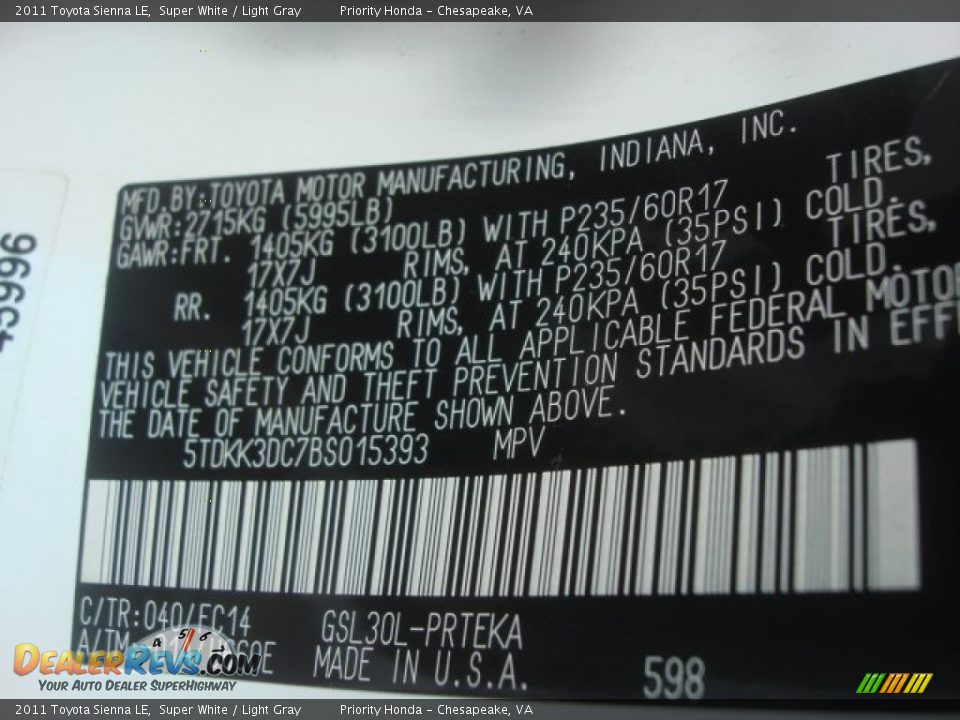 2011 Toyota Sienna LE, Super White / Light Gray Priority Honda - Chesapeake, VA
MFD.BY:TOYOTA MOTOR MANUFACTURING, INDIANA, INC.
GVWR:2715KG (5995LB)
GAWR:FRT. 1405KG (3100LB) WITH P235/60R17 TIRES,
17X7J RIMS, AT 240KPA (35PSI) COLD.
RR. 1405KG (3100LB) WITH P235/60R17 TIRES,
17X7J RIMS, AT 240KPA (35PSI) COLD.
THIS VEHICLE CONFORMS TO ALL APPLICABLE FEDERAL MOTOR
VEHICLE SAFETY AND THEFT PREVENTION STANDARDS IN EFF
THE DATE OF MANUFACTURE SHOWN ABOVE.
5TDKK3DC7BS015393 MPV
C/TR:040/FC14 GSL30L-PRTEKA
A/TM MADE IN U.S.A.
598
45996
4 5 6
DEALERREVS.COM
YOUR AUTO DEALER SUPERHIGHWAY
2011 Toyota Sienna LE, Super White / Light Gray Priority Honda - Chesapeake, VA